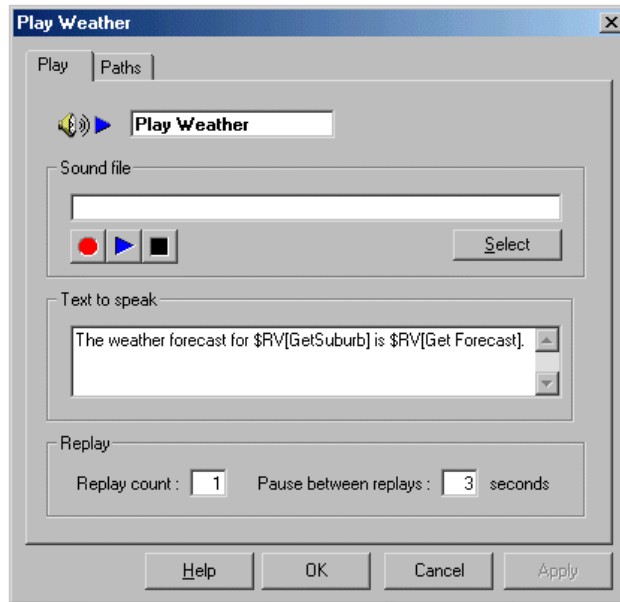 Play Weather
Play Paths
Play Weather
Sound file
Select
Text to speak
The weather forecast for $RV[GetSuburb] is $RV[Get Forecast].
Replay
Replay count : 1 Pause between replays : 3 seconds
Help OK Cancel Apply